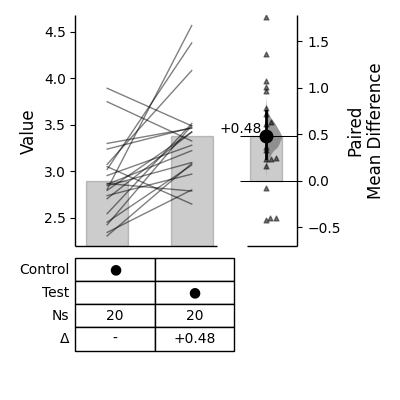 4.5
4.0
3.5
3.0
2.5
Value
+0.48
1.5
1.0
0.5
0.0
−0.5
Paired
Mean Difference
Control
Test
Ns 20 20
Δ - +0.48